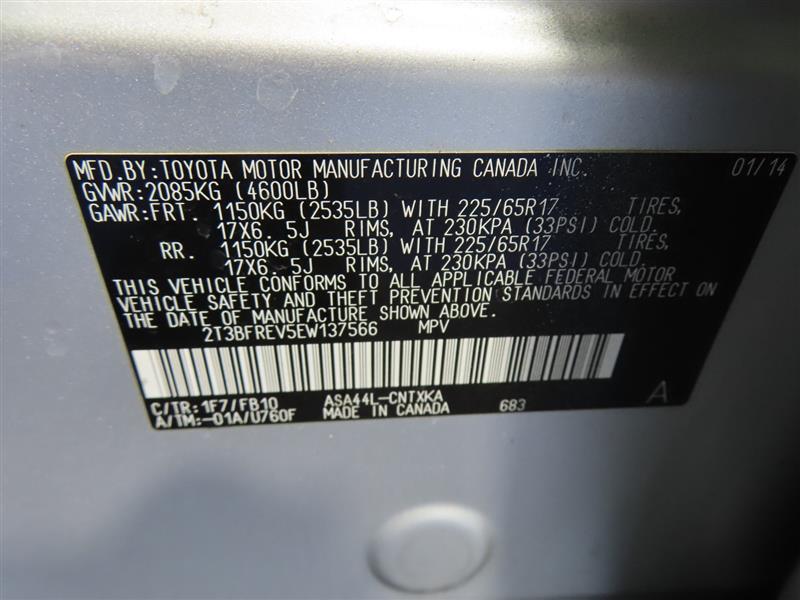 MFD.BY:TOYOTA MOTOR MANUFACTURING CANADA INC. 01/14
GVWR:2085KG (4600LB)
GAWR:FRT. 1150KG (2535LB) WITH 225/65R17 TIRES,
17X6.5J RIMS, AT 230KPA (33PSI) COLD.
RR. 1150KG (2535LB) WITH 225/65R17 TIRES,
17X6.5J RIMS, AT 230KPA (33PSI) COLD.
THIS VEHICLE CONFORMS TO ALL APPLICABLE FEDERAL MOTOR
VEHICLE SAFETY AND THEFT PREVENTION STANDARDS IN EFFECT ON
THE DATE OF MANUFACTURE SHOWN ABOVE.
2T3BFREV5EW137566 MPV
C/TR:1F7/FB10 ASA44L-CNTXKA 683 A
A/TM:-01A/U760F MADE IN CANADA